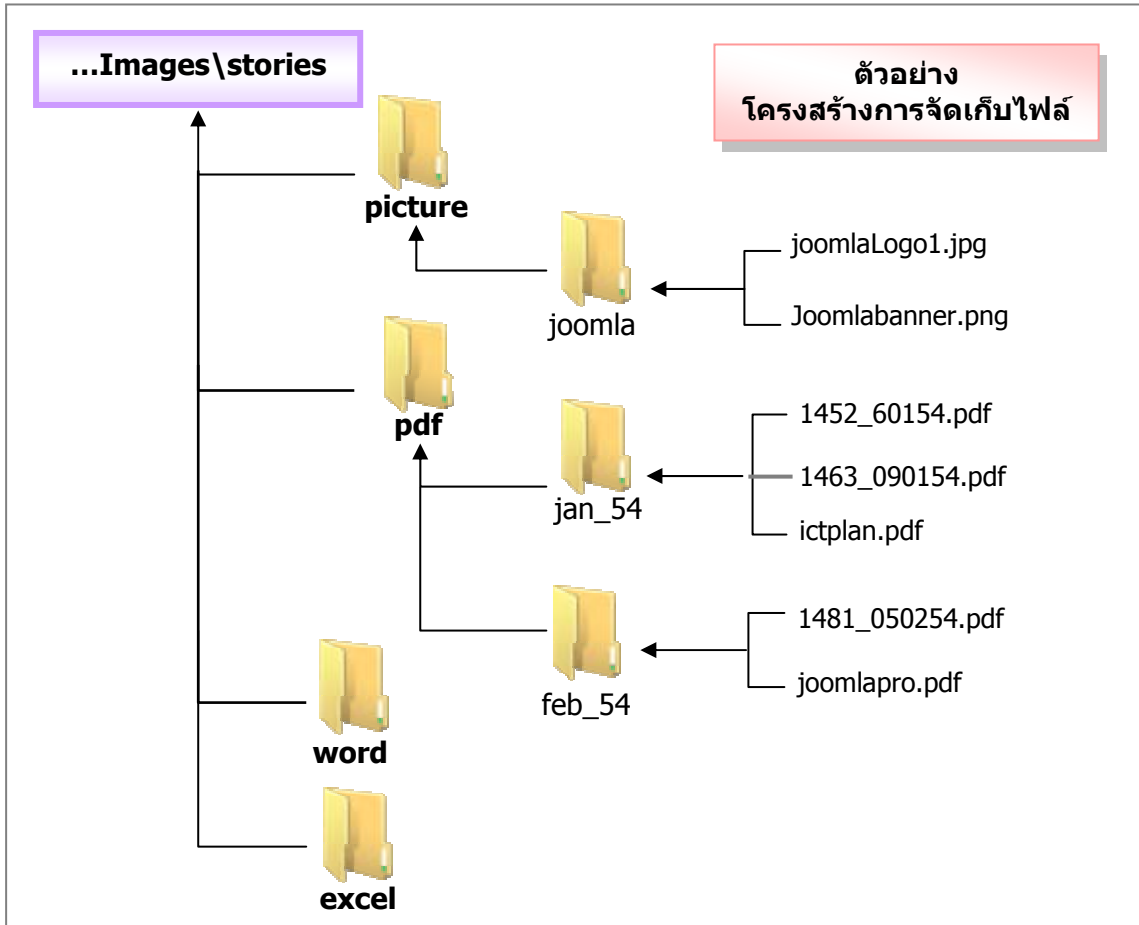 ...Images\stories
ตัวอย่าง
โครงสร้างการจัดเก็บไฟล์
picture
joomla
joomlaLogo1.jpg
Joomlabanner.png
pdf
jan_54
1452_60154.pdf
1463_090154.pdf
ictplan.pdf
feb_54
1481_050254.pdf
joomlapro.pdf
word
excel